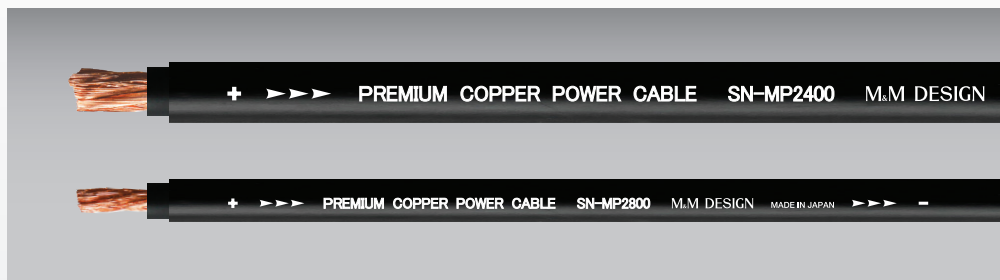 + ➤➤➤ PREMIUM COPPER POWER CABLE SN-MP2400 M&M DESIGN
+ ➤➤➤ PREMIUM COPPER POWER CABLE SN-MP2800 M&M DESIGN MADE IN JAPAN ➤➤➤ −